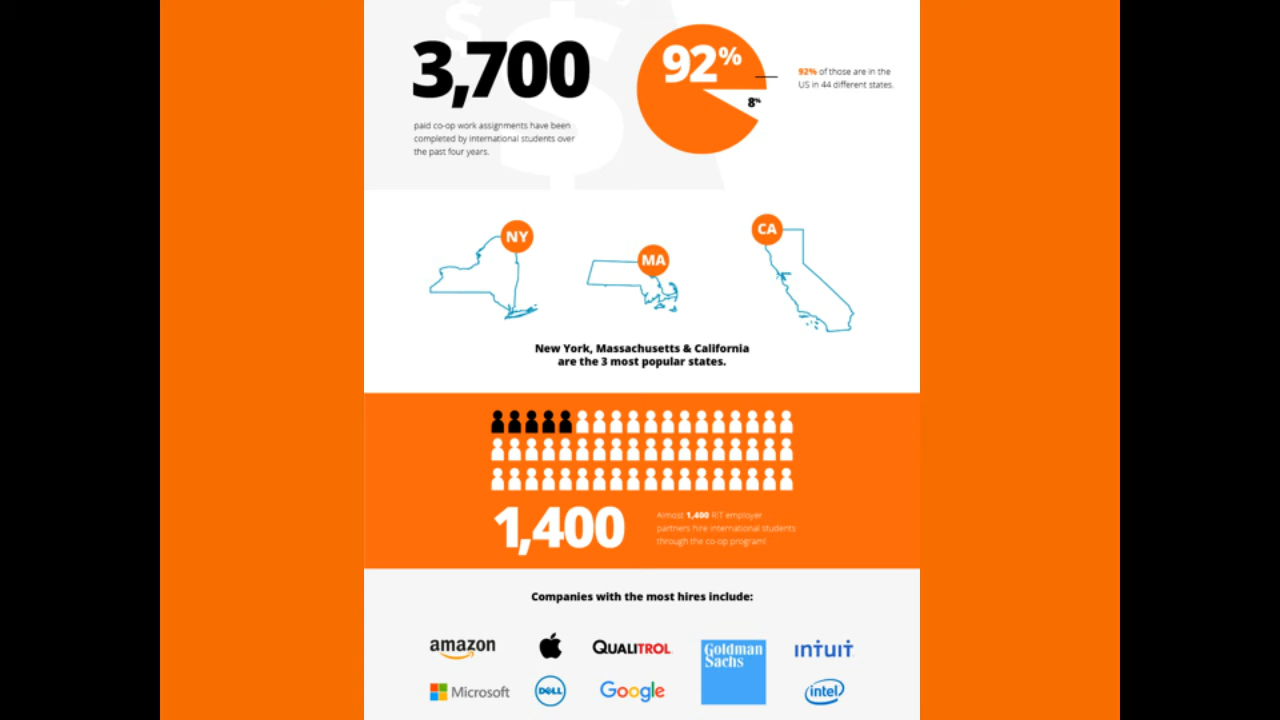 3,700
paid co-op work assignments have been
completed by international students over
the past four years.
92%
8%
92% of those are in the
US in 44 different states.
NY
MA
CA
New York, Massachusetts & California
are the 3 most popular states.
1,400
Almost 1,400 RIT employer
partners hire international students
through the co-op program!
Companies with the most hires include:
amazon
QUALITROL
Goldman
Sachs
intuit
Microsoft
DELL
Google
intel